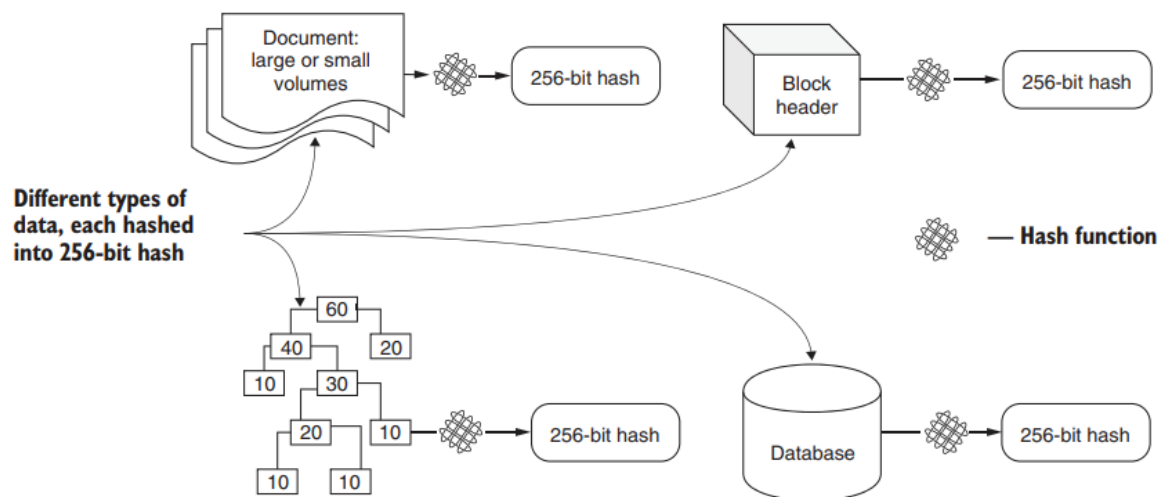 Document:
large or small
volumes
256-bit hash
Block
header
256-bit hash
Different types of
data, each hashed
into 256-bit hash
— Hash function
60
40
20
10
30
20
10
256-bit hash
10
10
Database
256-bit hash